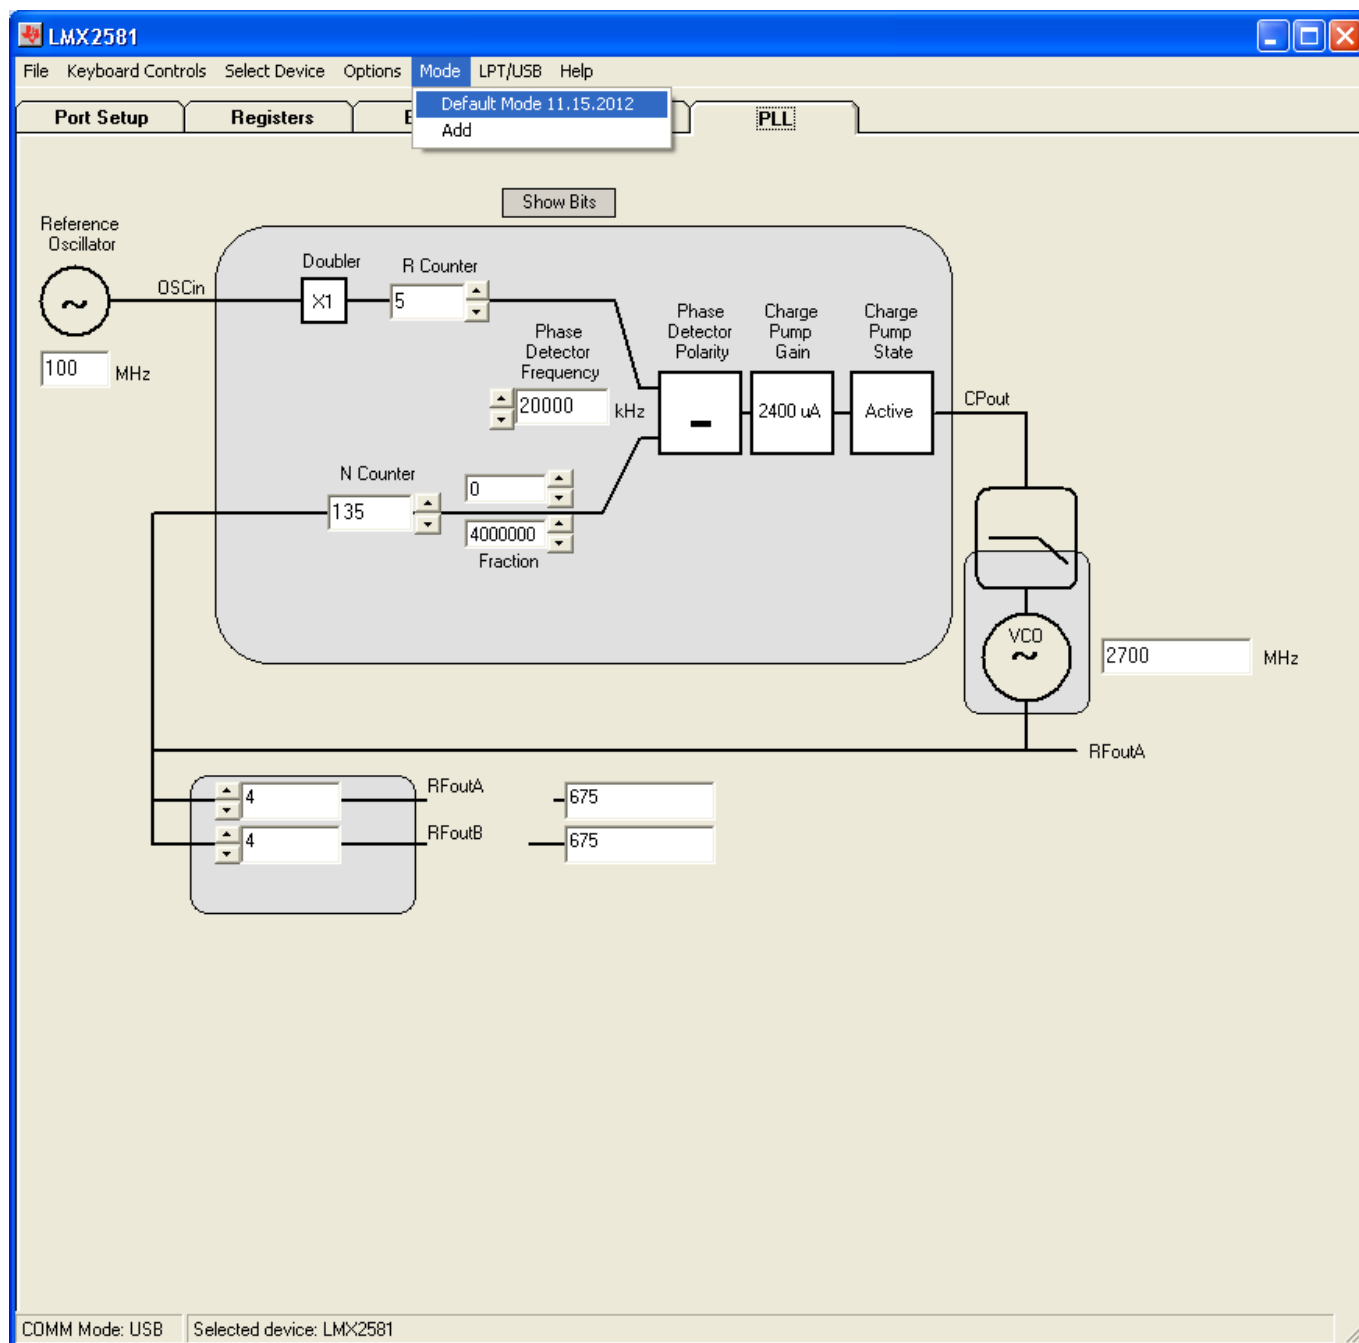 LMX2581
File Keyboard Controls Select Device Options Mode LPT/USB Help
Default Mode 11.15.2012
Add
Port Setup Registers PLL
Show Bits
Reference
Oscillator
OSCin
100 MHz
Doubler
X1
R Counter
5
Phase
Detector
Frequency
20000 kHz
Phase
Detector
Polarity
-
Charge
Pump
Gain
2400 uA
Charge
Pump
State
Active
CPout
N Counter
135
0
4000000
Fraction
VCO
~
2700 MHz
RFoutA
4 RFoutA 675
4 RFoutB 675
COMM Mode: USB Selected device: LMX2581